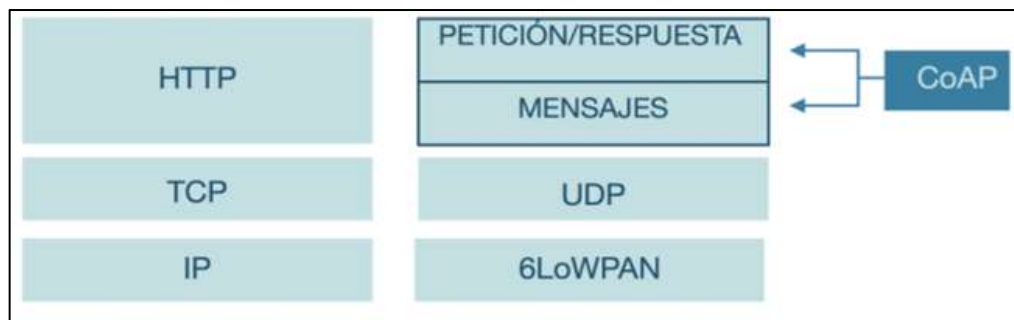 HTTP
PETICIÓN/RESPUESTA
MENSAJES
CoAP
TCP
UDP
IP
6LoWPAN